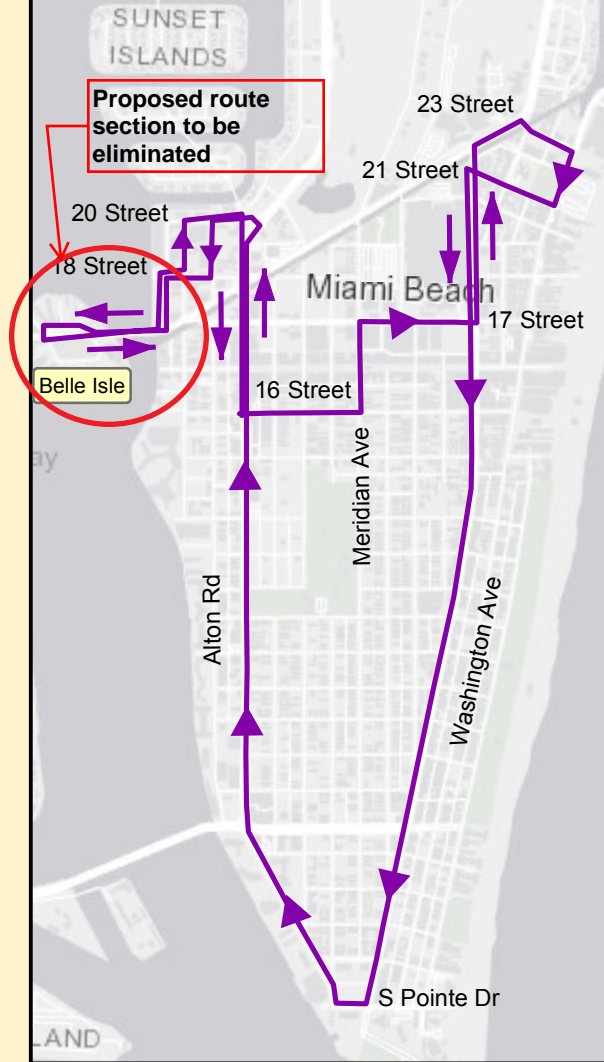 SUNSET
ISLANDS
Proposed route
section to be
eliminated
23 Street
21 Street
20 Street
18 Street
Miami Beach
17 Street
Belle Isle
16 Street
ay
Meridian Ave
Alton Rd
Washington Ave
S Pointe Dr
LAND